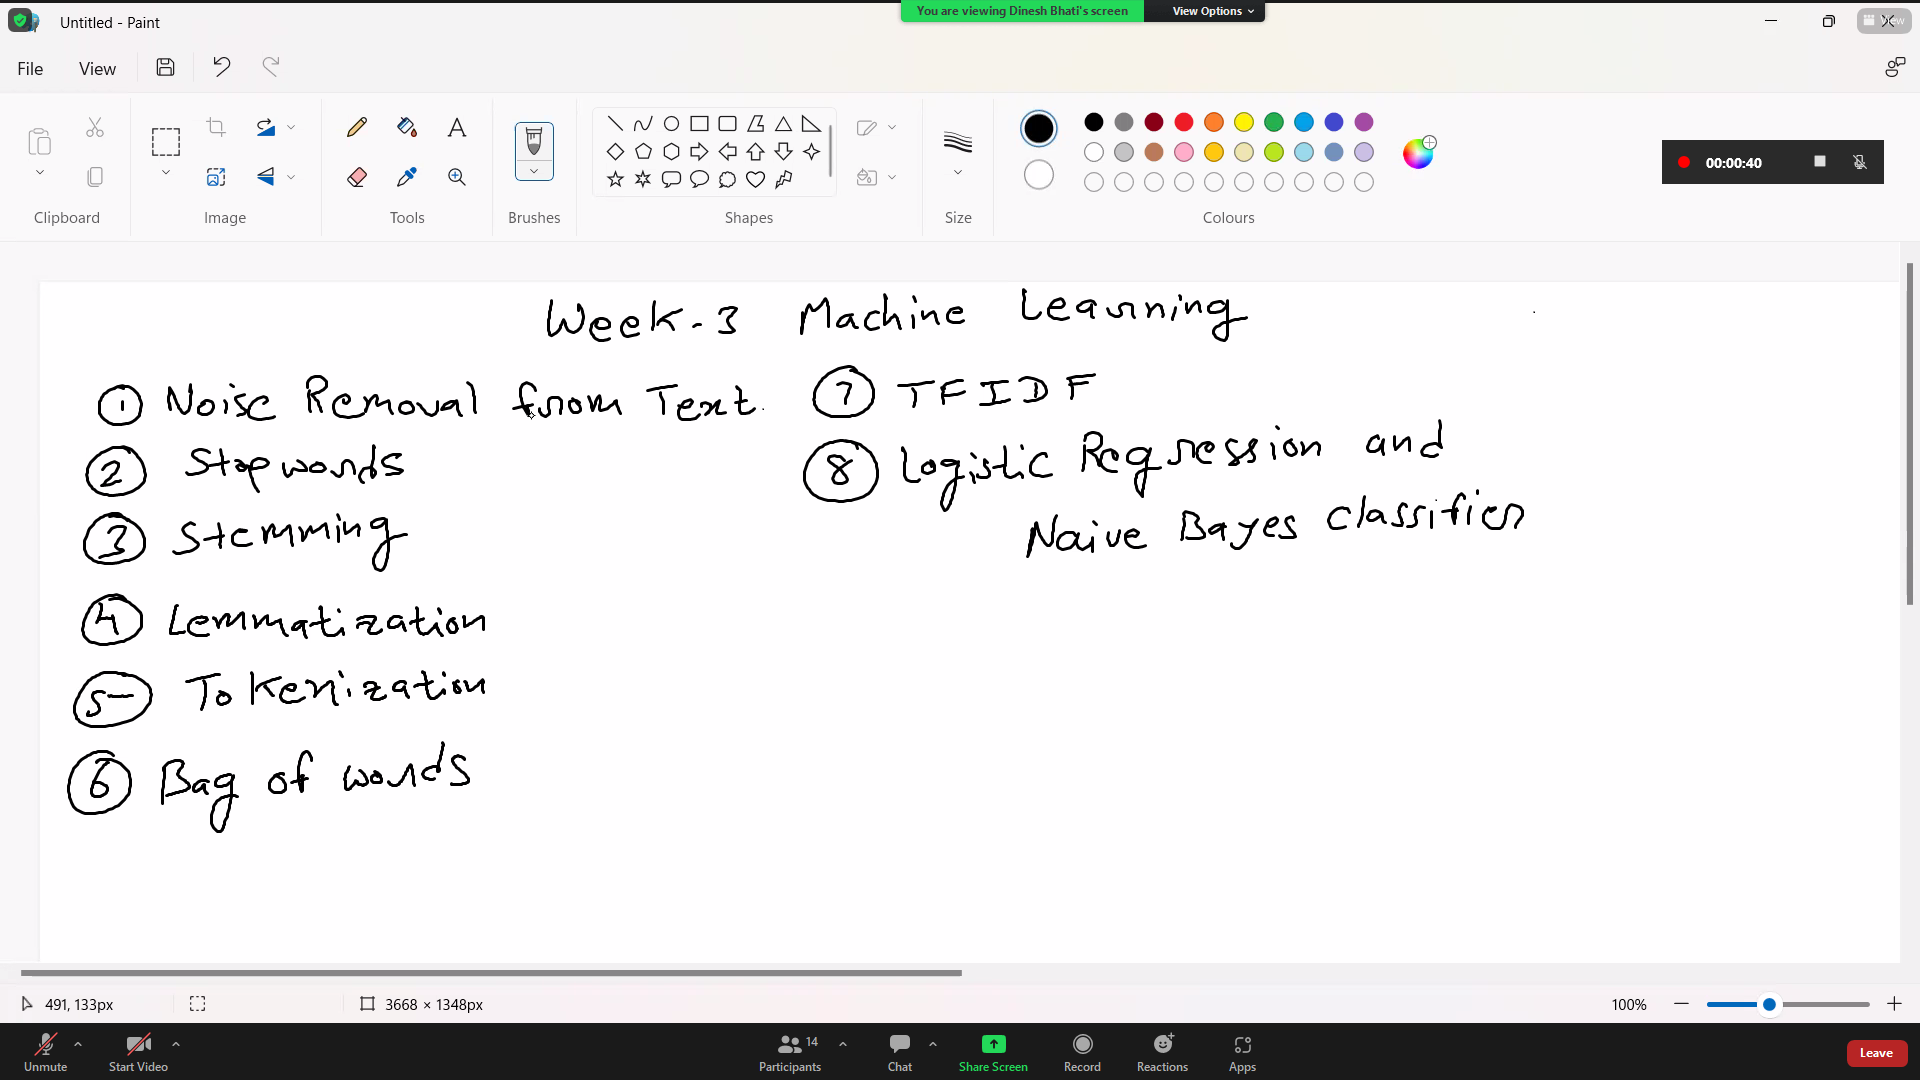 You are viewing Dinesh Bhati's screen
View Options
Untitled - Paint
View
File
View
00:00:40
Clipboard
Image
Tools
Brushes
Shapes
Size
Colours
Week-3 Machine Learning
① Noise Removal from Text.
② Stopwords
③ Stemming
④ Lemmatization
⑤ Tokenization
⑥ Bag of words
⑦ TFIDF
⑧ Logistic Regression and
Naive Bayes classifier
491, 133px
3668 × 1348px
100%
Unmute
Start Video
Participants
14
Chat
Share Screen
Record
Reactions
Apps
Leave